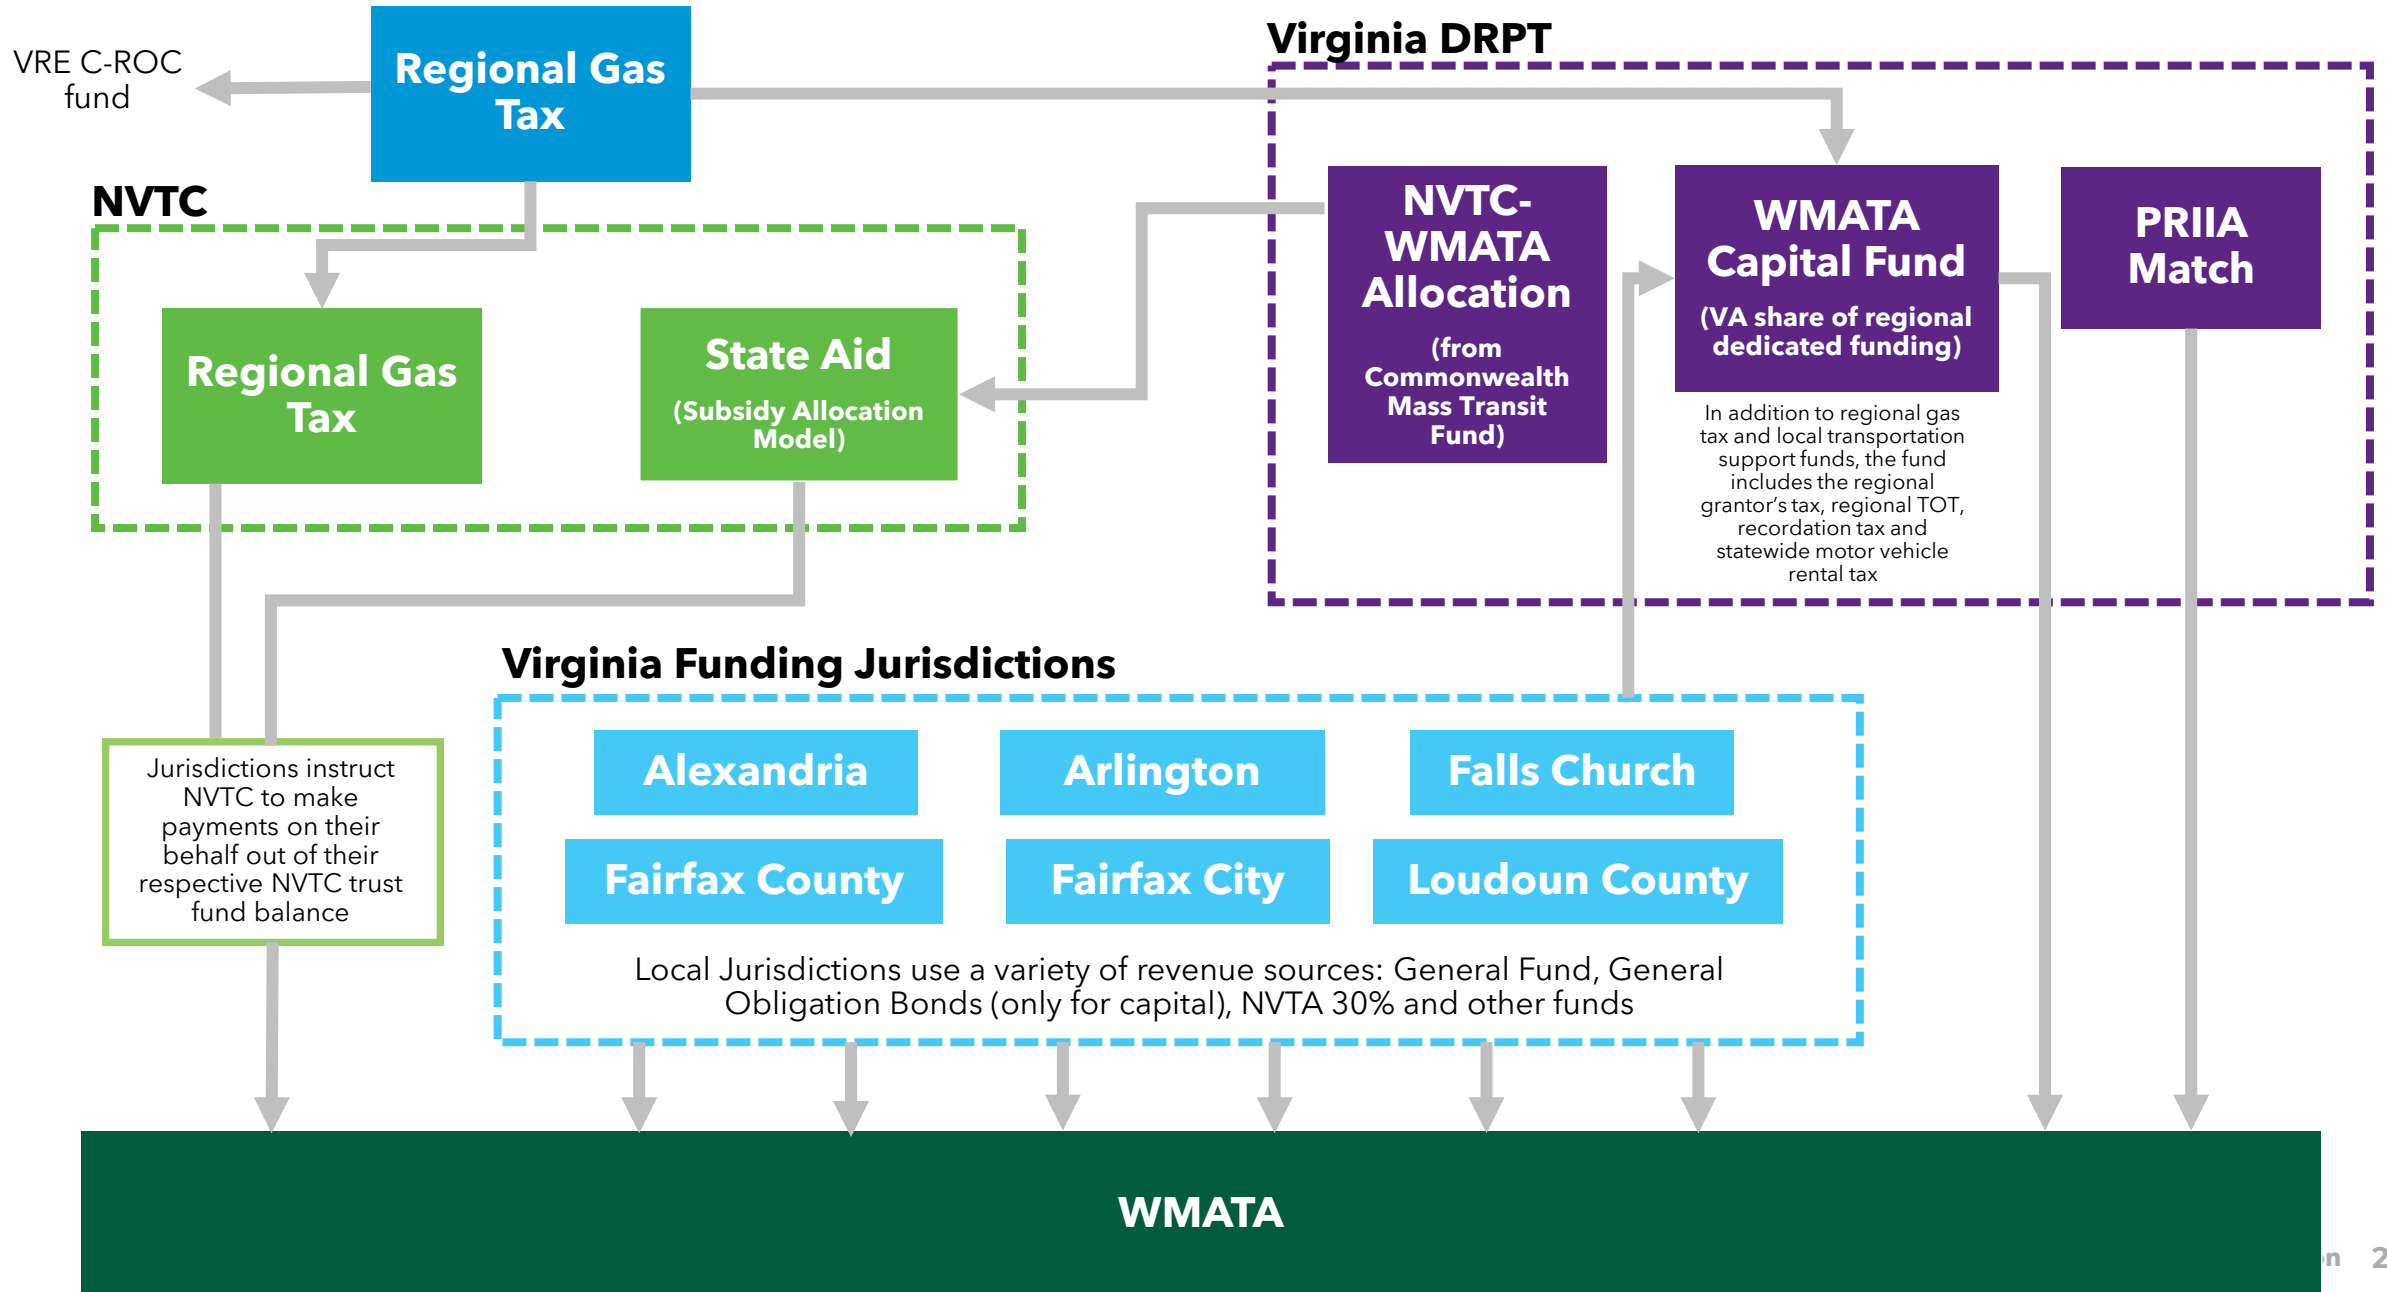 VRE C-ROC
fund
Regional Gas
Tax
Virginia DRPT
NVTC
Regional Gas
Tax
State Aid
(Subsidy Allocation
Model)
NVTC-
WMATA
Allocation
(from
Commonwealth
Mass Transit
Fund)
WMATA
Capital Fund
(VA share of regional
dedicated funding)
In addition to regional gas
tax and local transportation
support funds, the fund
includes the regional
grantor's tax, regional TOT,
recordation tax and
statewide motor vehicle
rental tax
PRIIA
Match
Virginia Funding Jurisdictions
Alexandria
Arlington
Falls Church
Fairfax County
Fairfax City
Loudoun County
Local Jurisdictions use a variety of revenue sources: General Fund, General
Obligation Bonds (only for capital), NVTA 30% and other funds
Jurisdictions instruct
NVTC to make
payments on their
behalf out of their
respective NVTC trust
fund balance
WMATA
2